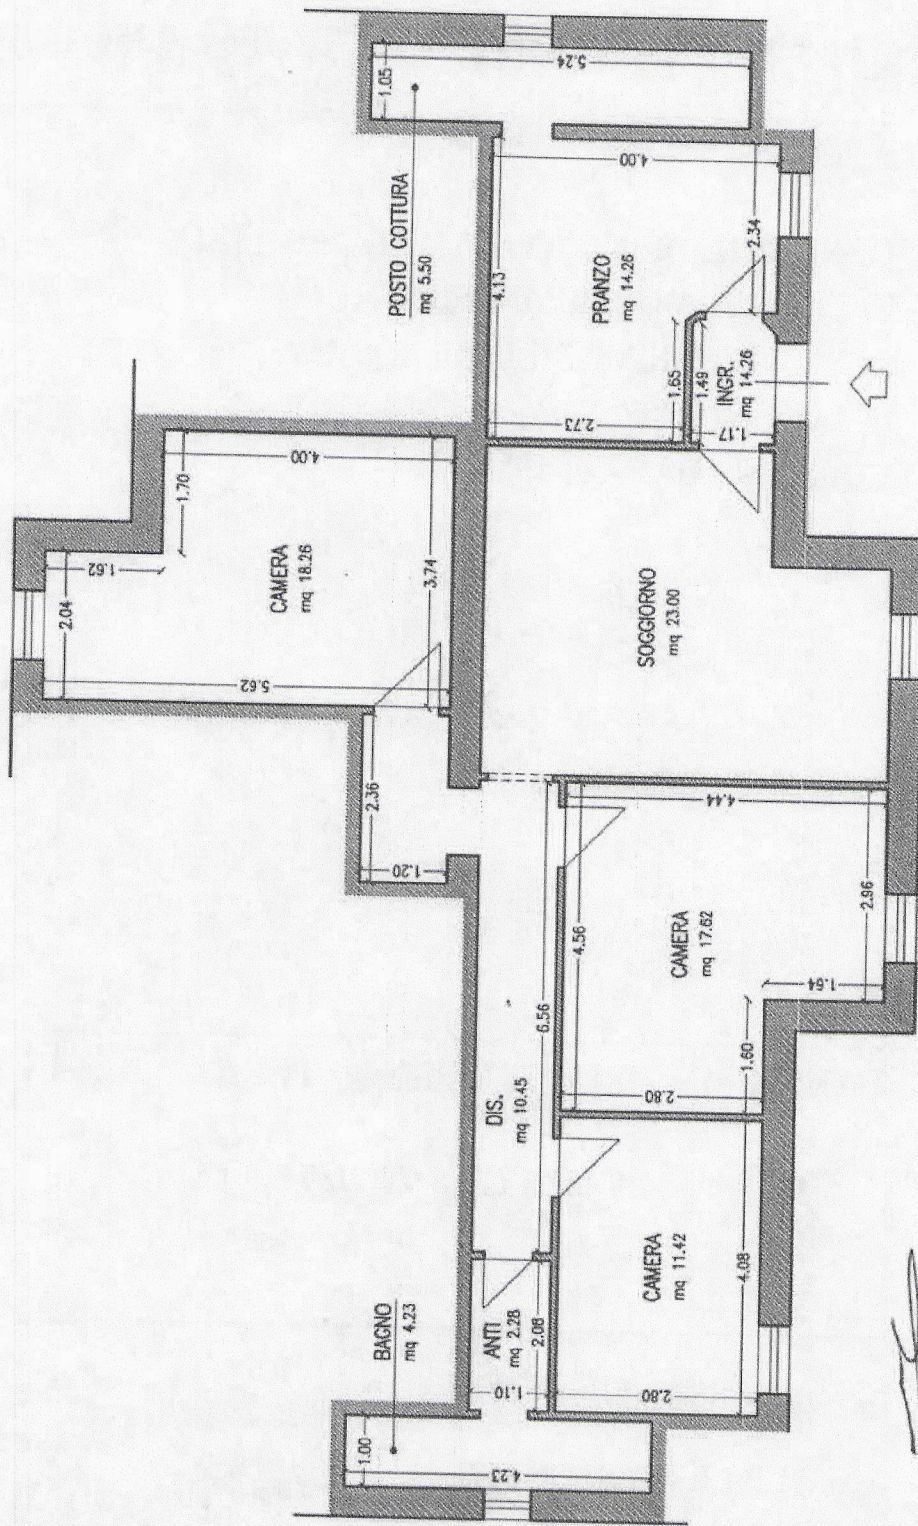 5.24
1.05
POSTO COTTURA
mq 5.50
4.00
4.13
PRANZO
mq 14.26
2.34
2.73
1.65
1.49
INGR.
mq 14.26
1.17
1.70
4.00
1.62
2.04
CAMERA
mq 18.26
3.74
5.62
SOGGIORNO
mq 23.00
2.36
1.20
4.44
4.56
CAMERA
mq 17.62
2.96
1.64
1.60
2.80
6.56
DIS.
mq 10.45
CAMERA
mq 11.42
4.08
2.80
BAGNO
mq 4.23
ANTI
mq 2.28
2.08
1.10
1.00
4.23